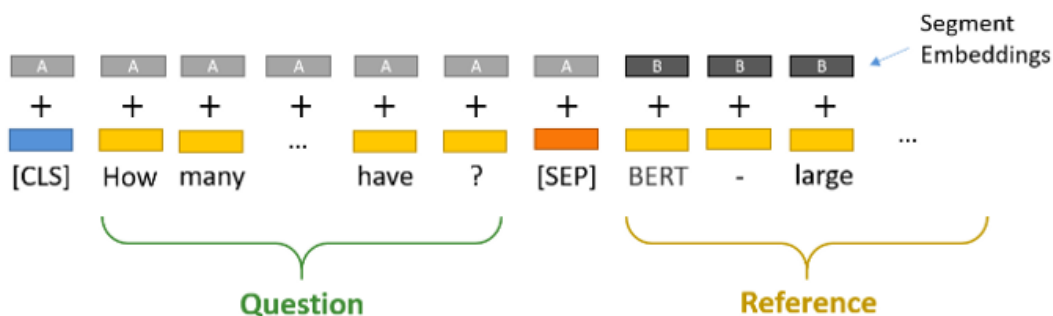 Segment
Embeddings
A A A A A A A B B B
+ + + + + + + + + +
... ...
[CLS] How many have ? [SEP] BERT - large
Question Reference